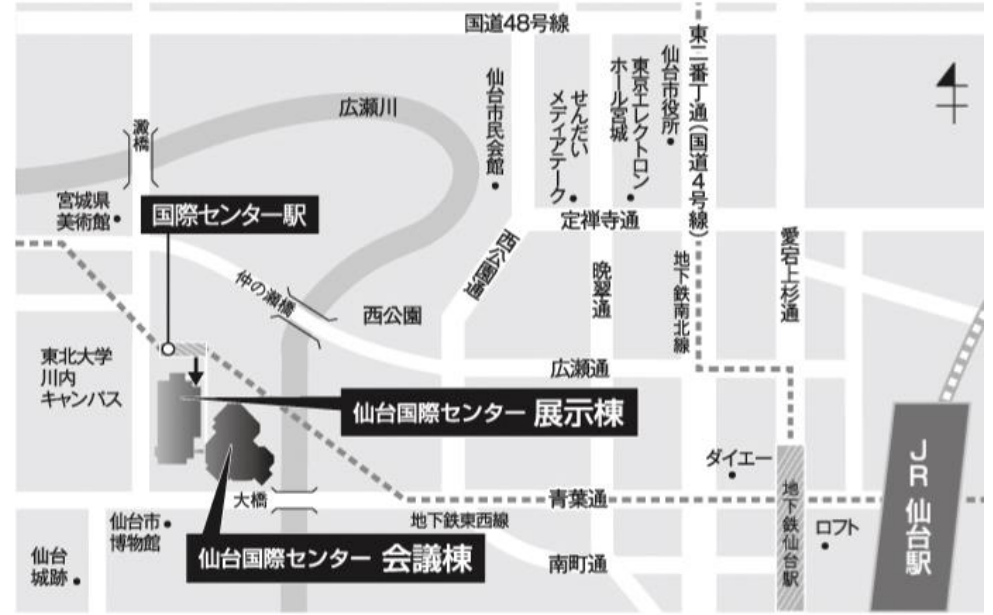 国道48号線
東二番丁通(国道4号線)
仙台市役所
東京エレクトロン
ホール宮城
せんだい
メディアテーク
仙台市民会館
広瀬川
澱橋
宮城県
美術館
国際センター駅
定禅寺通
西公園通
晩翠通
地下鉄南北線
愛宕上杉通
仲の瀬橋
西公園
東北大学
川内
キャンパス
広瀬通
仙台国際センター 展示棟
ダイエー
JR 仙台駅
大橋
青葉通
地下鉄東西線
地下鉄仙台駅
ロフト
仙台市
博物館
仙台国際センター 会議棟
南町通
仙台
城跡